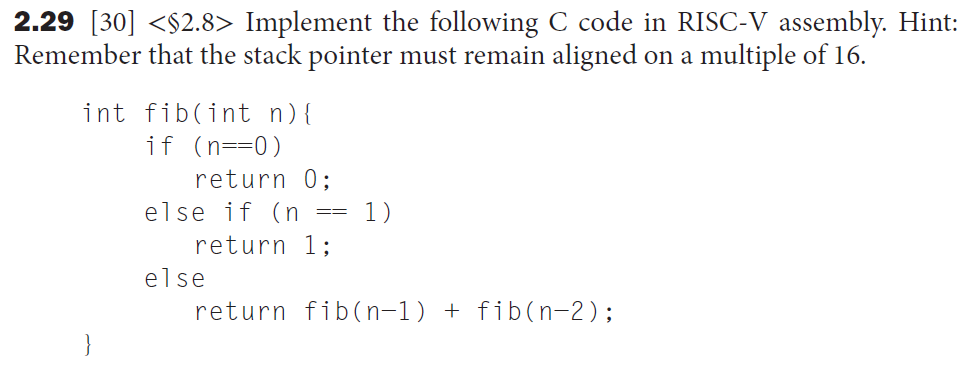 2.29 [30] <§2.8> Implement the following C code in RISC-V assembly. Hint:
Remember that the stack pointer must remain aligned on a multiple of 16.
int fib(int n){
if (n==0)
return 0;
else if (n == 1)
return 1;
else
return fib(n−1) + fib(n−2);
}